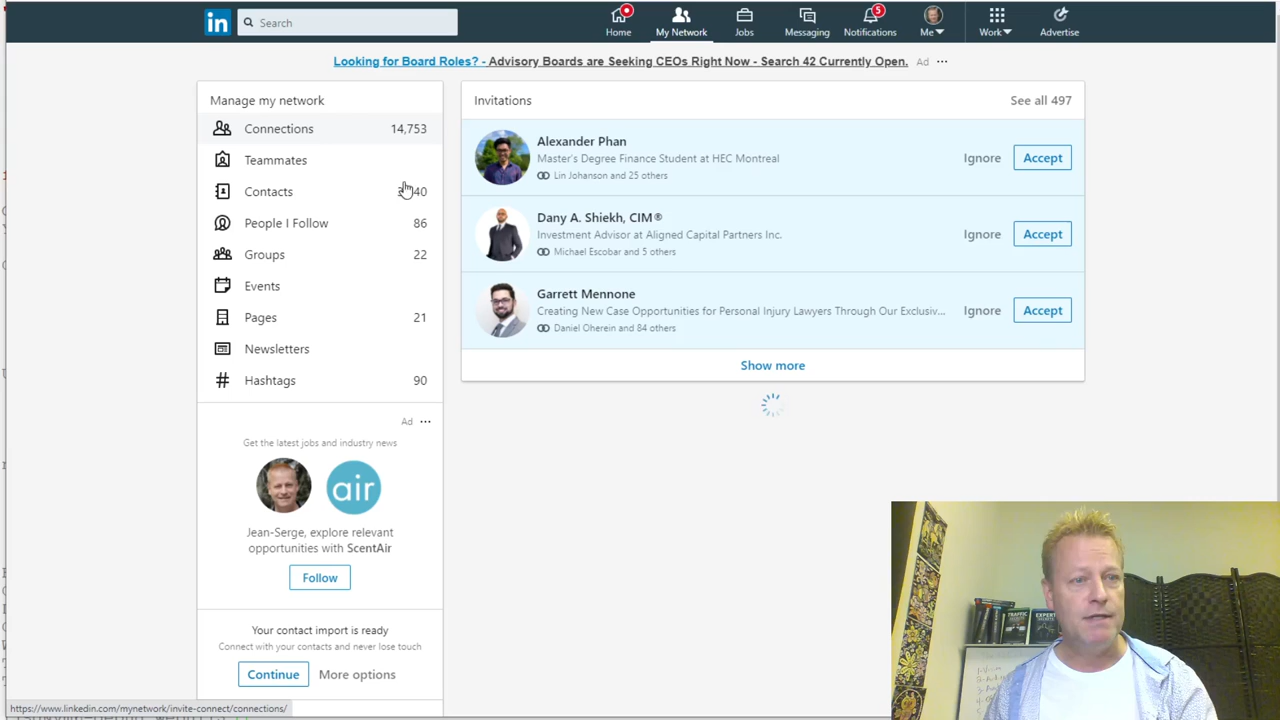 in
Connection
Home
My Network
Jobs
Messaging
5
Notifications
Me
Work
Advertise
Looking for Board Roles? - Advisory Boards are Seeking CEOs Right Now - Search 42 Currently Open.
Ad
Manage my network
Connections 14,753
Teammates
Contacts
People I Follow 86
Groups 22
Events
Pages 21
Newsletters
Hashtags 90
Ad
Get the latest jobs and industry news
air
Jean-Serge, explore relevant
opportunities with ScentAir
Follow
Your contact import is ready
Connect with your contacts and never lose touch
Continue More options
Invitations See all 497
Alexander Phan
Master's Degree Finance Student at HEC Montreal
Lin Johanson and 25 others
Ignore Accept
Dany A. Shiekh, CIM®
Investment Advisor at Aligned Capital Partners Inc.
Michael Escobar and 5 others
Ignore Accept
Garrett Mennone
Creating New Case Opportunities for Personal Injury Lawyers Through Our Exclusiv...
Daniel Oherein and 84 others
Ignore Accept
Show more
TRAFFIC
SECRETS
EXPERT
SECRETS
https://www.linkedin.com/mynetwork/invite-connect/connections/